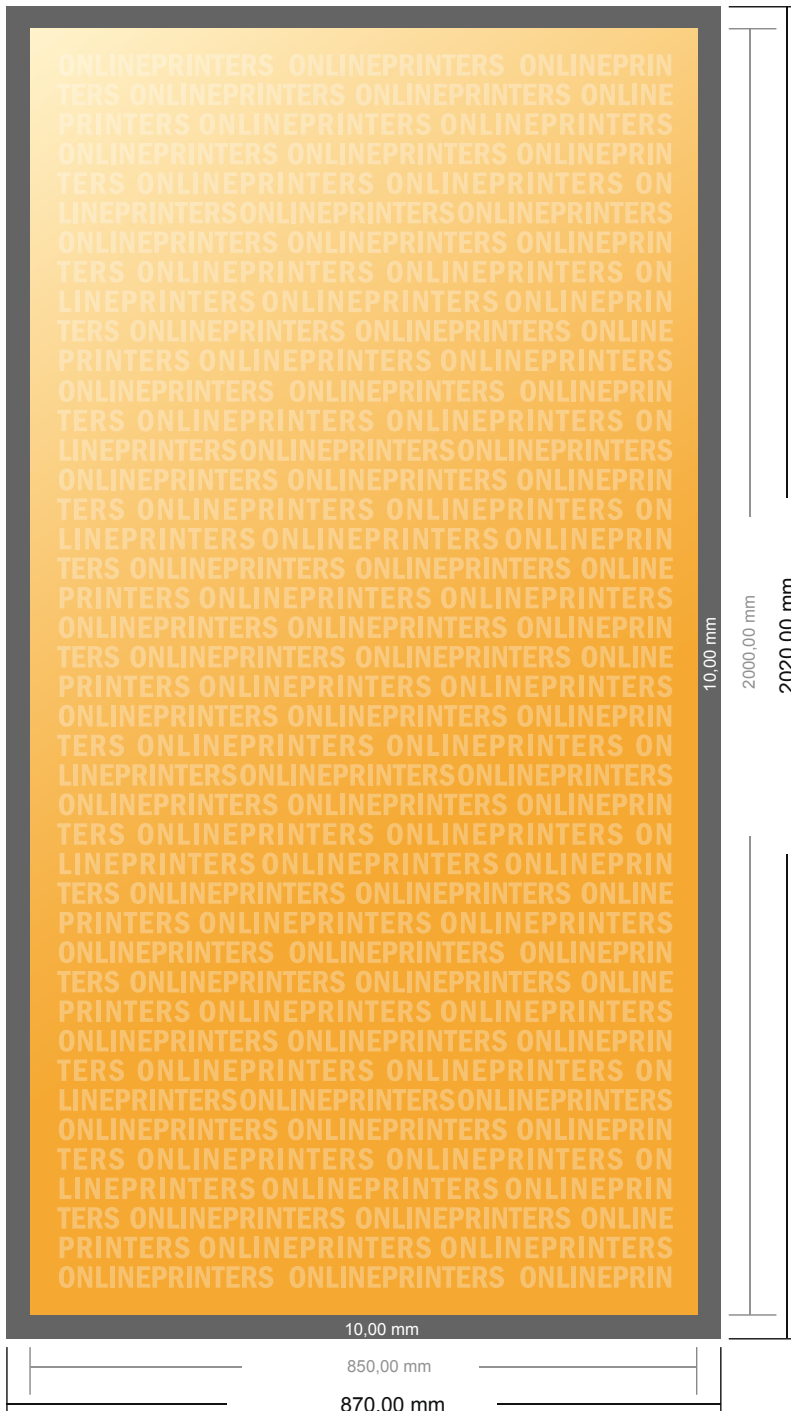 ONLINEPRINTERS ONLINEPRINTERS ONLINEPRIN
TERS ONLINEPRINTERS ONLINEPRINTERS ONLINE
PRINTERS ONLINEPRINTERS ONLINEPRINTERS
ONLINEPRINTERS ONLINEPRINTERS ONLINEPRIN
TERS ONLINEPRINTERS ONLINEPRINTERS ON
LINEPRINTERSONLINEPRINTERSONLINEPRINTERS
ONLINEPRINTERS ONLINEPRINTERS ONLINEPRIN
TERS ONLINEPRINTERS ONLINEPRINTERS ON
LINEPRINTERS ONLINEPRINTERS ONLINEPRIN
TERS ONLINEPRINTERS ONLINEPRINTERS ONLINE
PRINTERS ONLINEPRINTERS ONLINEPRINTERS
ONLINEPRINTERS ONLINEPRINTERS ONLINEPRIN
TERS ONLINEPRINTERS ONLINEPRINTERS ON
LINEPRINTERSONLINEPRINTERSONLINEPRINTERS
ONLINEPRINTERS ONLINEPRINTERS ONLINEPRIN
TERS ONLINEPRINTERS ONLINEPRINTERS ON
LINEPRINTERS ONLINEPRINTERS ONLINEPRIN
TERS ONLINEPRINTERS ONLINEPRINTERS ONLINE
PRINTERS ONLINEPRINTERS ONLINEPRINTERS
ONLINEPRINTERS ONLINEPRINTERS ONLINEPRIN
TERS ONLINEPRINTERS ONLINEPRINTERS ONLINE
PRINTERS ONLINEPRINTERS ONLINEPRINTERS
ONLINEPRINTERS ONLINEPRINTERS ONLINEPRIN
TERS ONLINEPRINTERS ONLINEPRINTERS ON
LINEPRINTERSONLINEPRINTERSONLINEPRINTERS
ONLINEPRINTERS ONLINEPRINTERS ONLINEPRIN
TERS ONLINEPRINTERS ONLINEPRINTERS ON
LINEPRINTERS ONLINEPRINTERS ONLINEPRIN
TERS ONLINEPRINTERS ONLINEPRINTERS ONLINE
PRINTERS ONLINEPRINTERS ONLINEPRINTERS
ONLINEPRINTERS ONLINEPRINTERS ONLINEPRIN
TERS ONLINEPRINTERS ONLINEPRINTERS ONLINE
PRINTERS ONLINEPRINTERS ONLINEPRINTERS
ONLINEPRINTERS ONLINEPRINTERS ONLINEPRIN
TERS ONLINEPRINTERS ONLINEPRINTERS ON
LINEPRINTERSONLINEPRINTERSONLINEPRINTERS
ONLINEPRINTERS ONLINEPRINTERS ONLINEPRIN
TERS ONLINEPRINTERS ONLINEPRINTERS ON
LINEPRINTERS ONLINEPRINTERS ONLINEPRIN
TERS ONLINEPRINTERS ONLINEPRINTERS ONLINE
PRINTERS ONLINEPRINTERS ONLINEPRINTERS
ONLINEPRINTERS ONLINEPRINTERS ONLINEPRIN
10,00 mm
2000,00 mm
2020,00 mm
10,00 mm
850,00 mm
870,00 mm